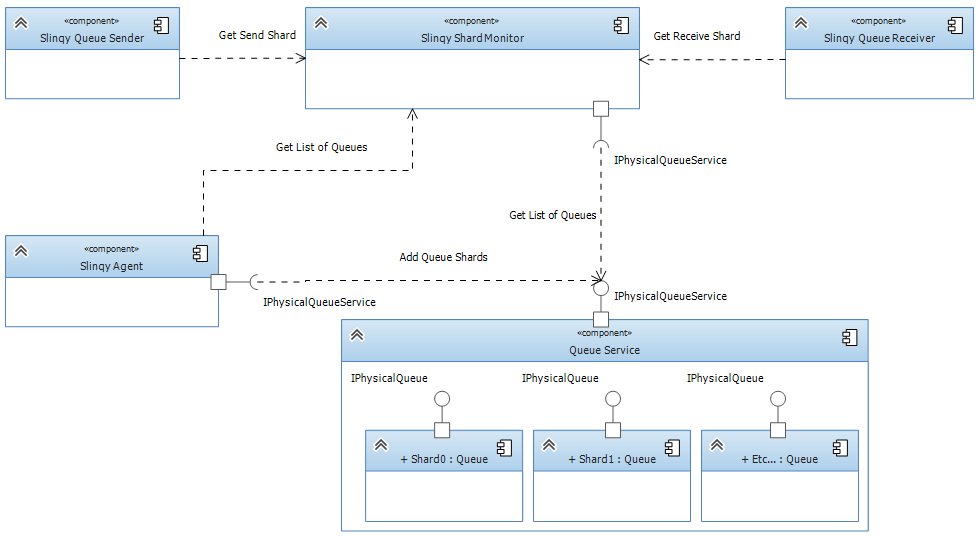 «component»
Slinqy Queue Sender
Get Send Shard
«component»
Slinqy Shard Monitor
Get Receive Shard
«component»
Slinqy Queue Receiver
Get List of Queues
IPhysicalQueueService
Get List of Queues
«component»
Slinqy Agent
Add Queue Shards
IPhysicalQueueService
IPhysicalQueueService
«component»
Queue Service
IPhysicalQueue
IPhysicalQueue
IPhysicalQueue
+ Shard0 : Queue
+ Shard1 : Queue
+ Etc... : Queue